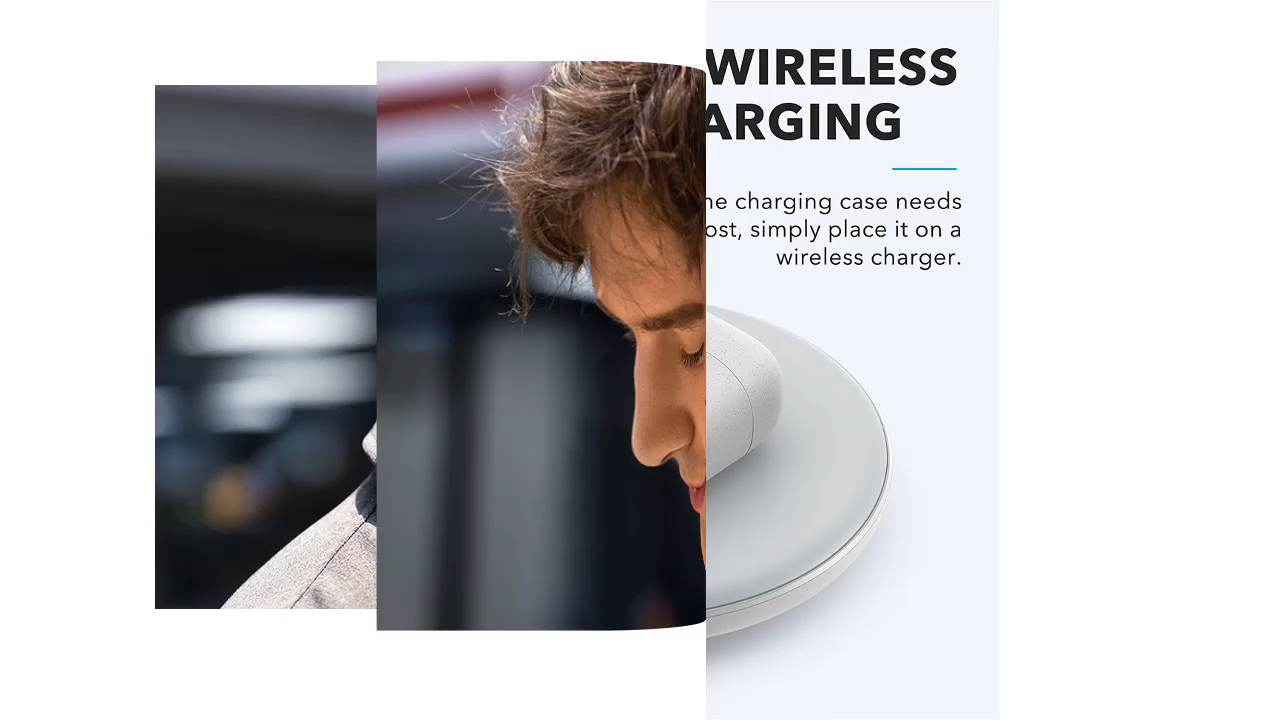 WIRELESS
ARGING
he charging case needs
ost, simply place it on a
wireless charger.